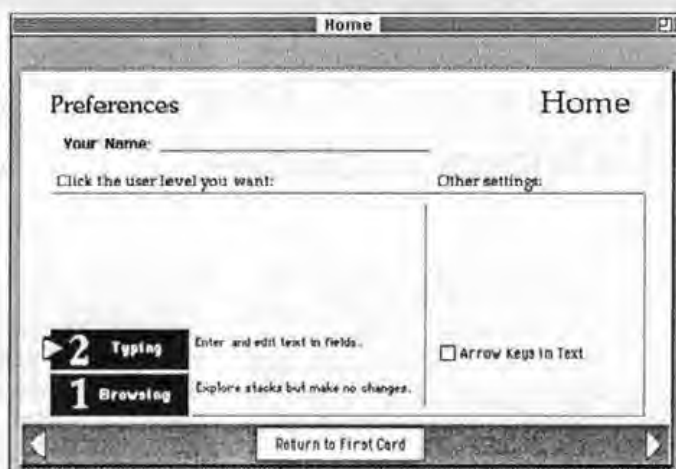 Home
Preferences
Home
Your Name:
Click the user level you want:
Other settings:
2 Typing
Enter and edit text in fields.
Arrow Keys in Text
1 Browsing
Explore stacks but make no changes.
Return to First Card